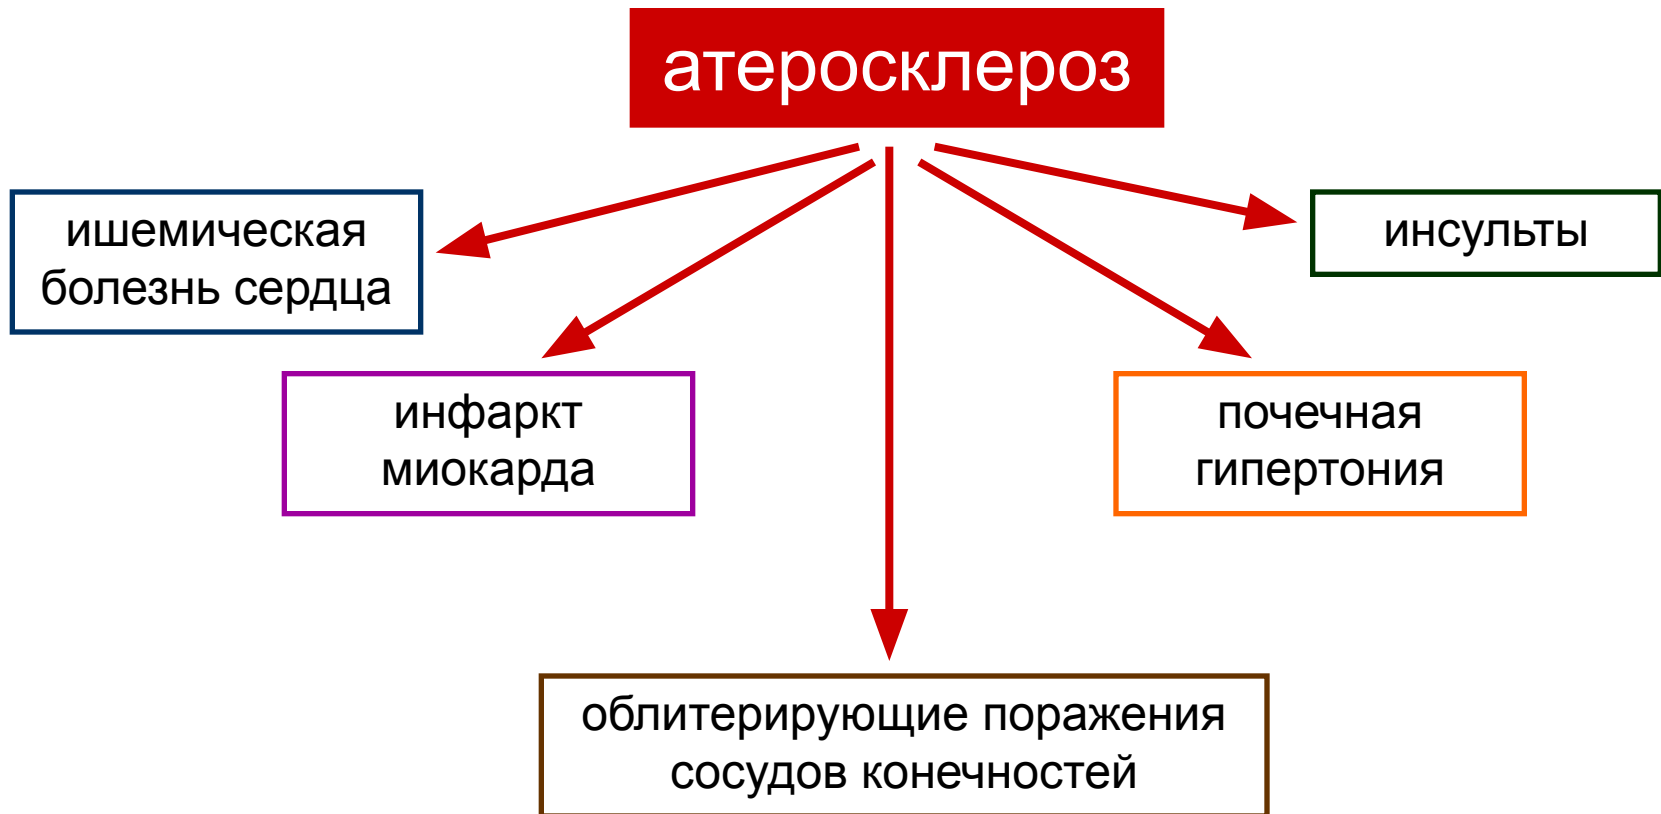 атеросклероз
ишемическая
болезнь сердца
инсульты
инфаркт
миокарда
почечная
гипертония
облитерирующие поражения
сосудов конечностей